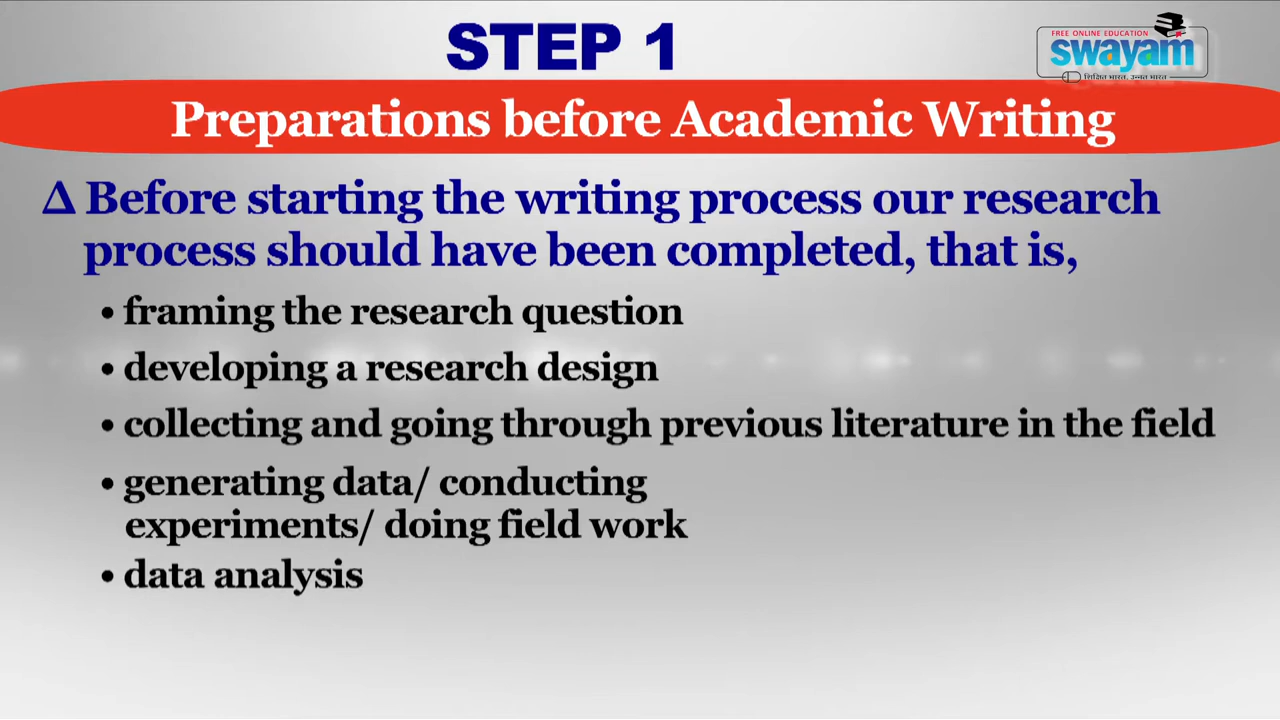 STEP 1
FREE ONLINE EDUCATION
swayam
शिक्षित भारत, उन्नत भारत
Preparations before Academic Writing
Δ Before starting the writing process our research
process should have been completed, that is,
• framing the research question
• developing a research design
• collecting and going through previous literature in the field
• generating data/ conducting
experiments/ doing field work
• data analysis